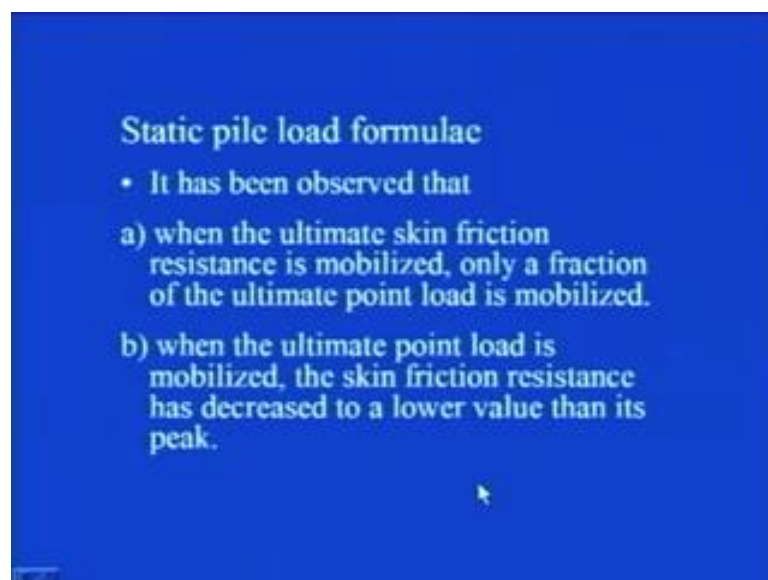 Static pile load formulae
• It has been observed that
a) when the ultimate skin friction
resistance is mobilized, only a fraction
of the ultimate point load is mobilized.
b) when the ultimate point load is
mobilized, the skin friction resistance
has decreased to a lower value than its
peak.